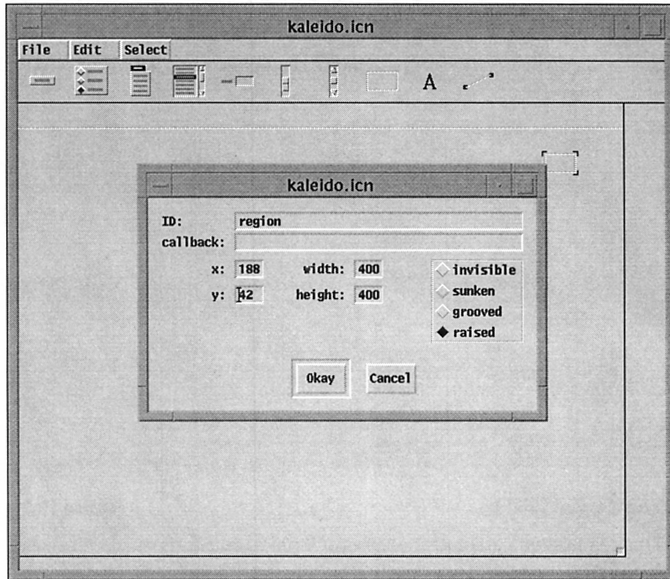 kaleido.icn
File Edit Select
A
kaleido.icn
ID: region
callback:
x: 188 width: 400 invisible
y: 42 height: 400 sunken
grooved
raised
Okay Cancel